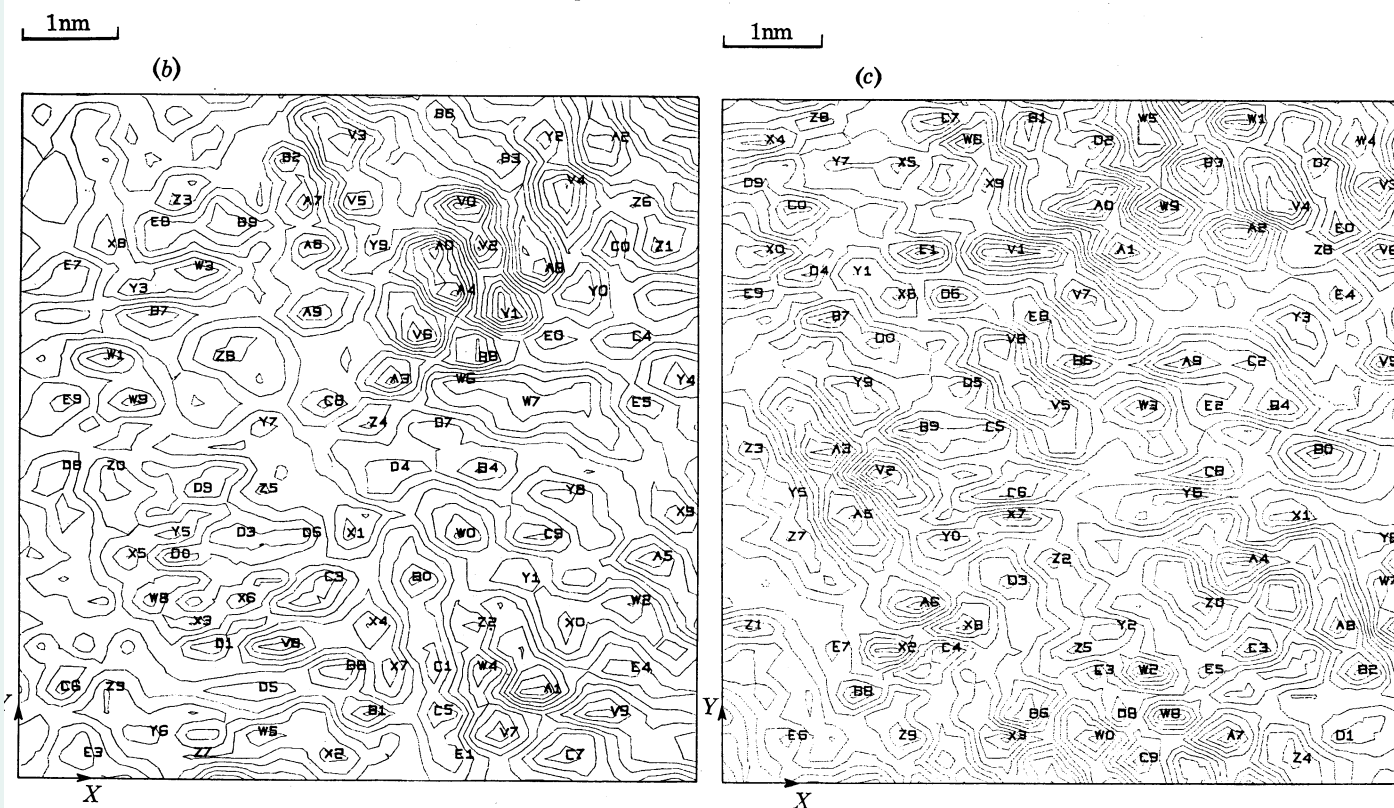 1nm
1nm
(b)
(c)
B2
V3
Y2
A2
B3
V4
Z3
A7
V5
V0
Z6
E8
B9
X8
A6
Y9
A0
V2
C0
Z1
E7
W3
A8
Y3
A4
Y0
B7
A9
Y1
V6
E0
C4
W1
Z8
B8
A3
W6
Y4
E9
W9
C8
W7
E5
Y7
Z4
D7
D8
Z0
D4
B4
D9
Z5
Y8
X9
Y5
D3
D6
X1
W0
C9
X5
D0
A5
C3
B0
Y1
W8
X6
W2
X3
X4
Z2
X0
D1
V8
X7
C1
W4
E4
C6
Z9
D5
A1
B1
C5
V9
Y6
W5
V7
E3
Z7
X2
E1
C7
X
Z8
C7
B1
W5
W1
X4
W6
D2
W4
Y7
X5
B3
D7
D9
X9
C0
A0
W9
V4
A2
E0
X0
E1
V1
A1
Z8
D4
Y1
E9
X6
D6
V7
E4
B7
E8
Y3
D0
V8
B6
A9
C2
Y9
D5
V5
W3
E2
B4
B9
C5
Z3
A3
B0
V2
C8
Y5
C6
A5
X7
X1
Z7
Y0
Z2
A4
D3
A6
Z0
Z1
X8
Y2
A8
E7
X2
C4
Z5
C3
W2
E5
B2
B8
Y
D8
W8
E6
Z9
X3
W0
A7
D1
C9
Z4
X